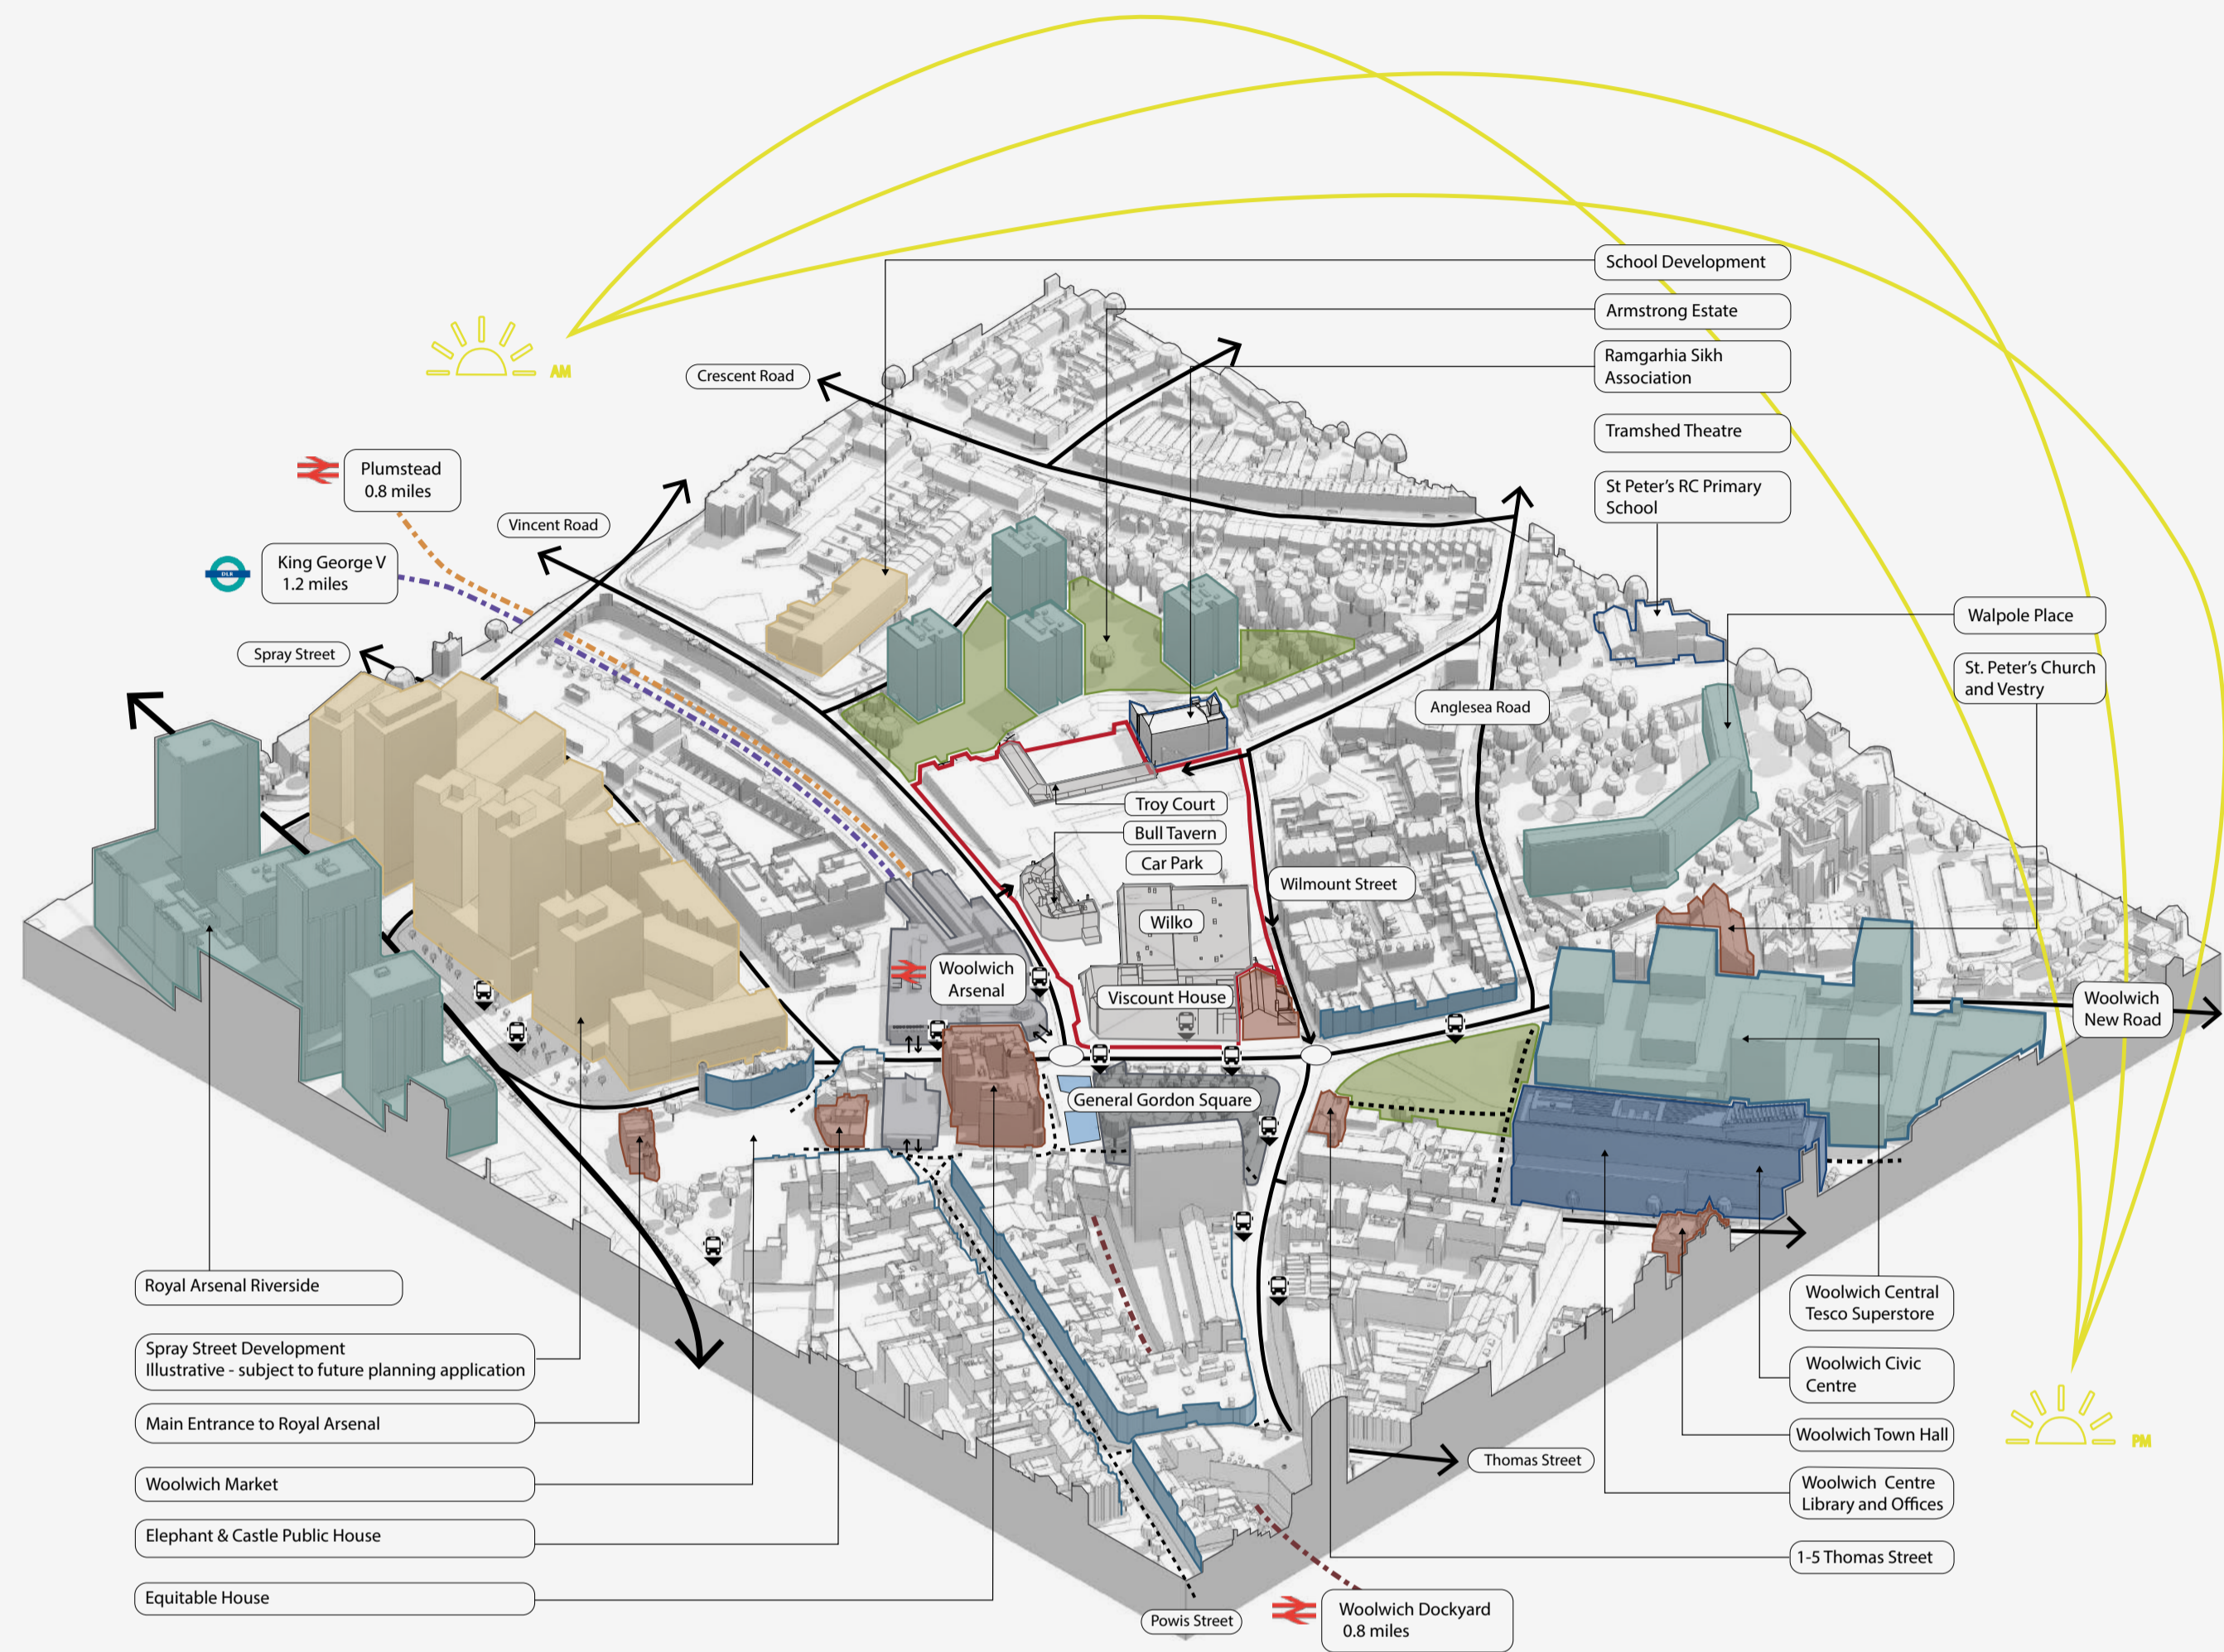 School Development
Armstrong Estate
Ramgarhia Sikh
Association
AM
Crescent Road
Tramshed Theatre
Plumstead
0.8 miles
St Peter's RC Primary
School
Vincent Road
King George V
1.2 miles
DLR
Walpole Place
Spray Street
St. Peter's Church
and Vestry
Anglesea Road
Troy Court
Bull Tavern
Car Park
Wilmount Street
Wilko
Woolwich
Arsenal
Viscount House
Woolwich
New Road
General Gordon Square
Royal Arsenal Riverside
Woolwich Central
Tesco Superstore
Spray Street Development
Illustrative - subject to future planning application
Woolwich Civic
Centre
Main Entrance to Royal Arsenal
Woolwich Town Hall
PM
Thomas Street
Woolwich Market
Woolwich Centre
Library and Offices
Elephant & Castle Public House
1-5 Thomas Street
Equitable House
Woolwich Dockyard
0.8 miles
Powis Street